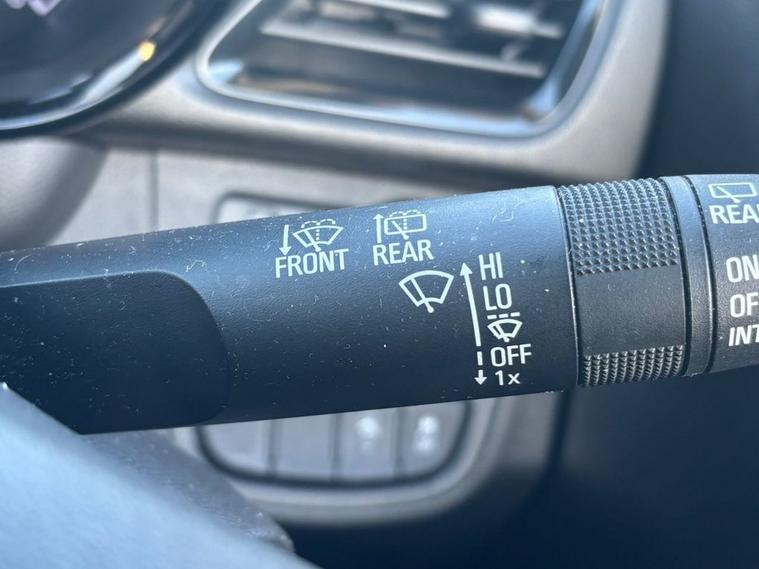 FRONT
REAR
HI
LO
OFF
1x
REAR
ON
OF
INT